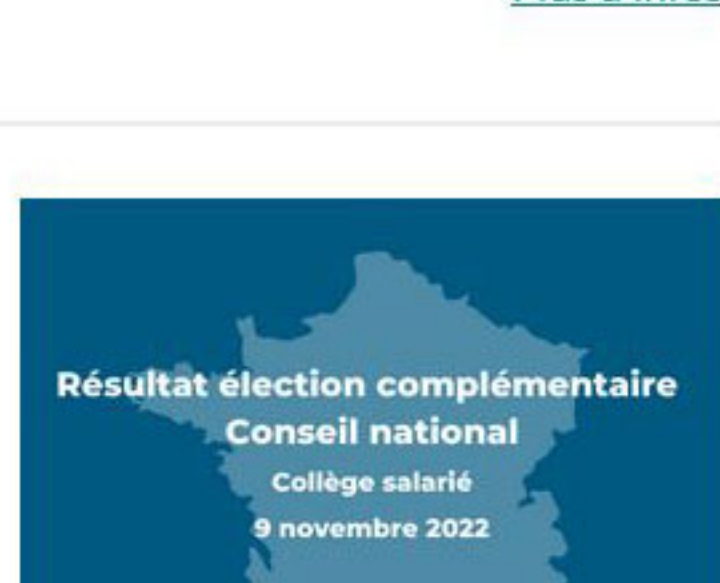 Résultat élection complémentaire
Conseil national
Collège salarié
9 novembre 2022